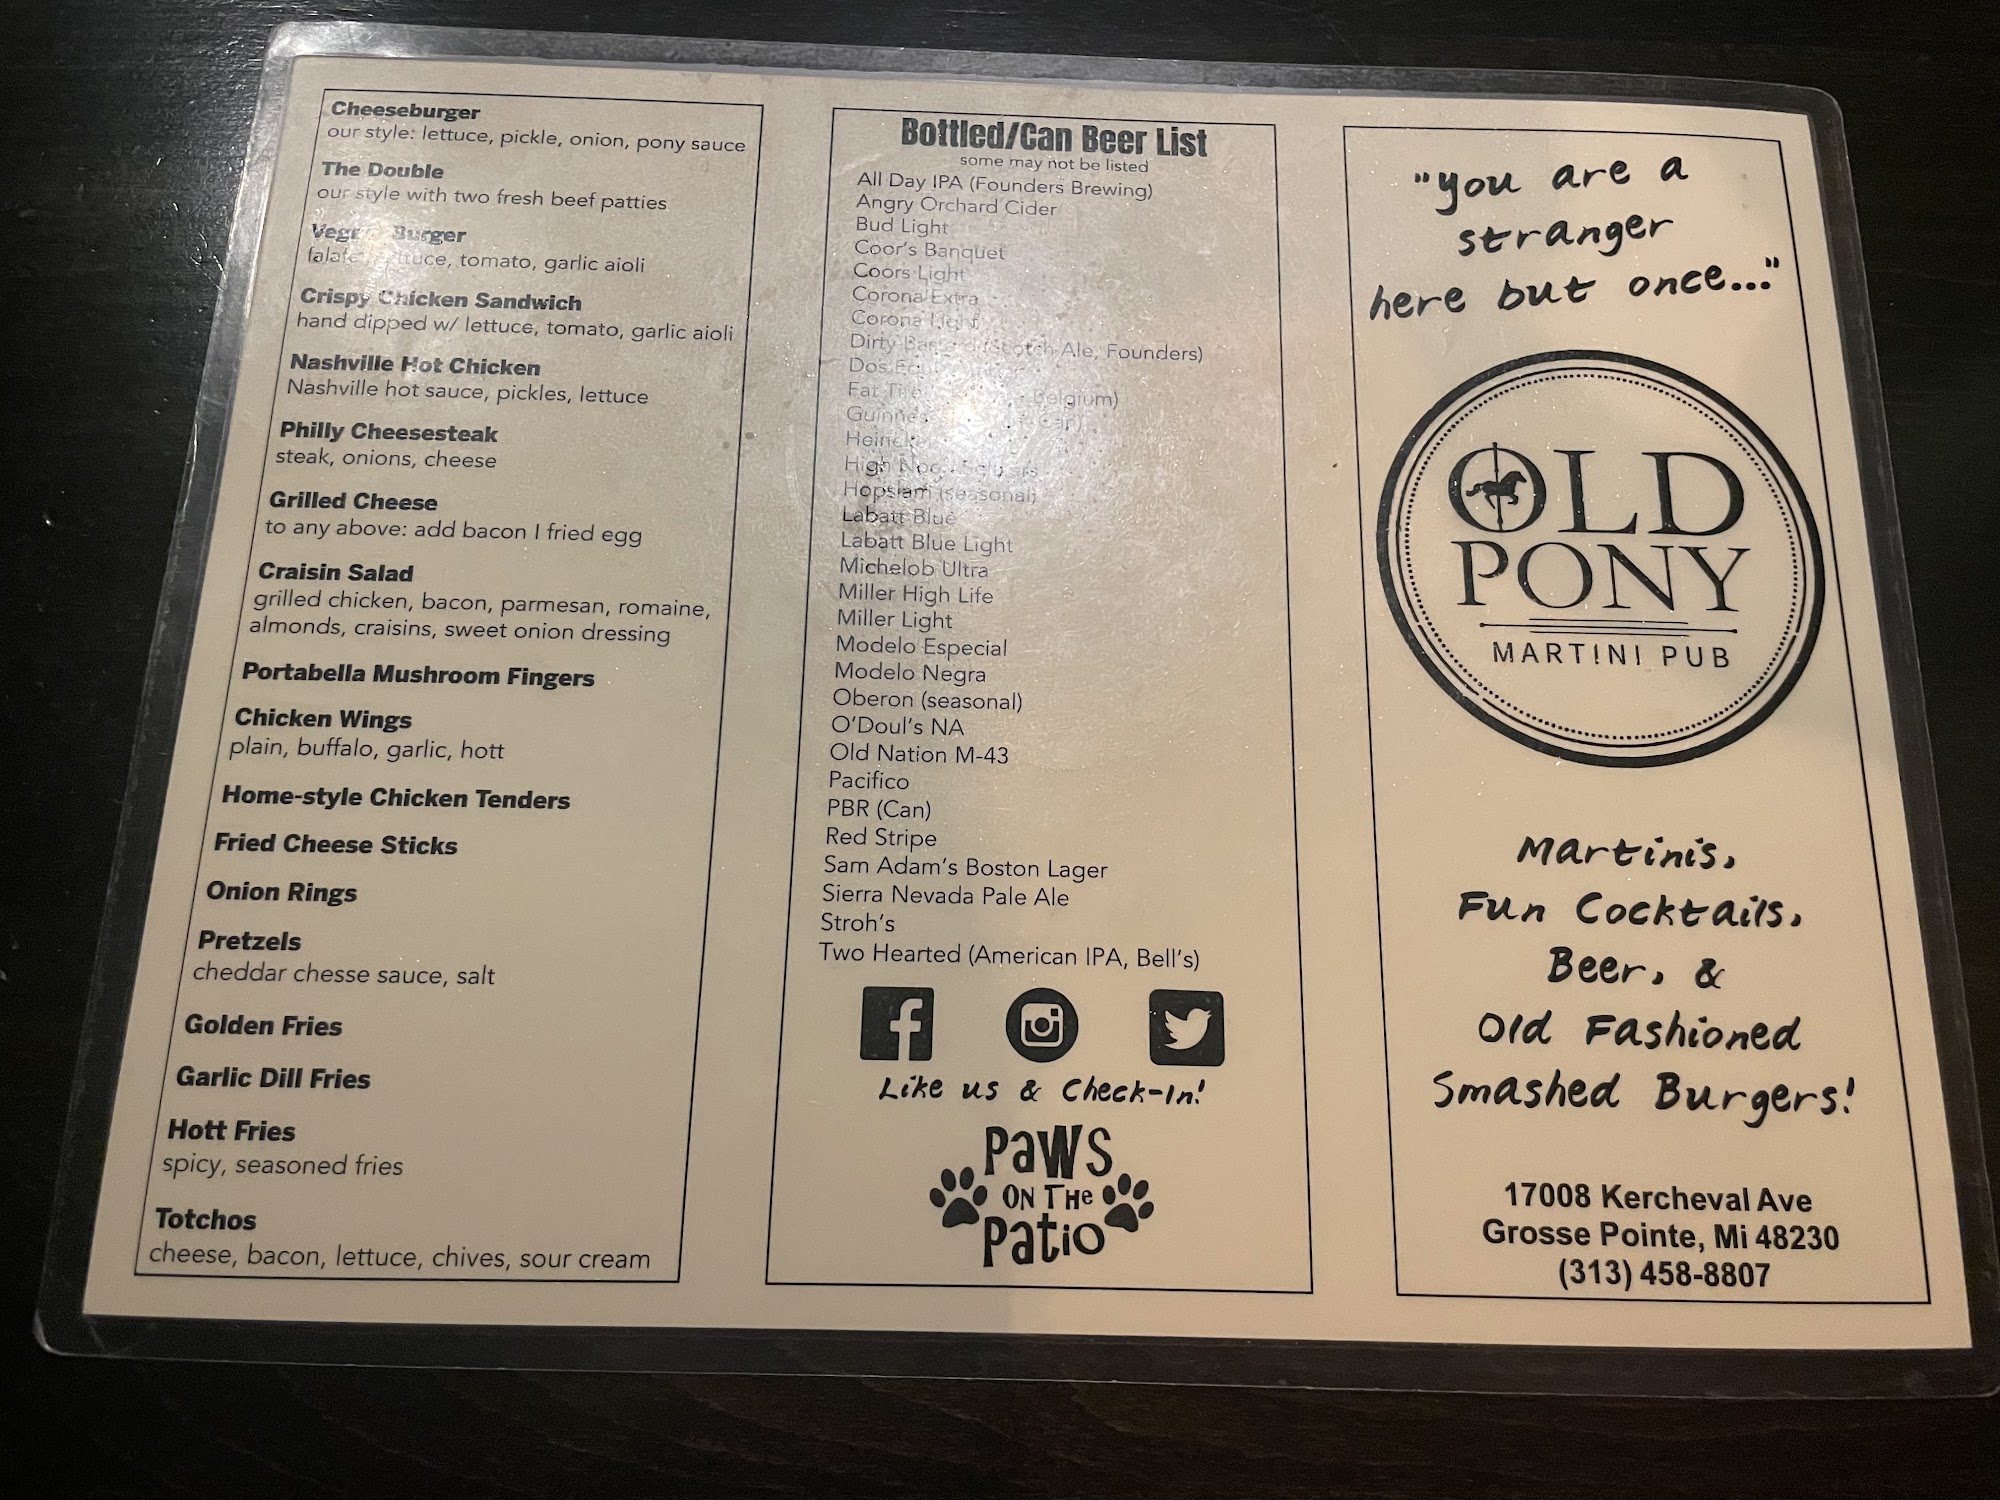 Cheeseburger
our style: lettuce, pickle, onion, pony sauce
The Double
our style with two fresh beef patties
Burger
tomato, garlic aioli
Crispy Chicken Sandwich
hand dipped w/ lettuce, tomato, garlic aioli
Nashville Hot Chicken
Nashville hot sauce, pickles, lettuce
Philly Cheesesteak
steak, onions, cheese
Grilled Cheese
to any above: add bacon I fried egg
Craisin Salad
grilled chicken, bacon, parmesan, romaine,
almonds, craisins, sweet onion dressing
Portabella Mushroom Fingers
Chicken Wings
plain, buffalo, garlic, hott
Home-style Chicken Tenders
Fried Cheese Sticks
Onion Rings
Pretzels
cheddar chesse sauce, salt
Golden Fries
Garlic Dill Fries
Hott Fries
spicy, seasoned fries
Totchos
cheese, bacon, lettuce, chives, sour cream
Bottled/Can Beer List
some may not be listed
All Day IPA (Founders Brewing)
Angry Orchard Cider
Bud Light
Coor's Banquet
Coors Light
Corona Extra
Corona Light
Dirty (Scotch Ale, Founders)
Dos
Fat Belgium)
High
Hopslam (seasonal)
Labatt Blue
Labatt Blue Light
Michelob Ultra
Miller High Life
Miller Light
Modelo Especial
Modelo Negra
Oberon (seasonal)
O'Doul's NA
Old Nation M-43
Pacifico
PBR (Can)
Red Stripe
Sam Adam's Boston Lager
Sierra Nevada Pale Ale
Stroh's
Two Hearted (American IPA, Bell's)
Like us & Check-In!
Paws
on the
Patio
"you are a
stranger
here but once..."
OLD
PONY
MART!NI PUB
Martinis,
Fun Cocktails,
Beer, &
Old Fashioned
Smashed Burgers!
17008 Kercheval Ave
Grosse Pointe, Mi 48230
(313) 458-8807